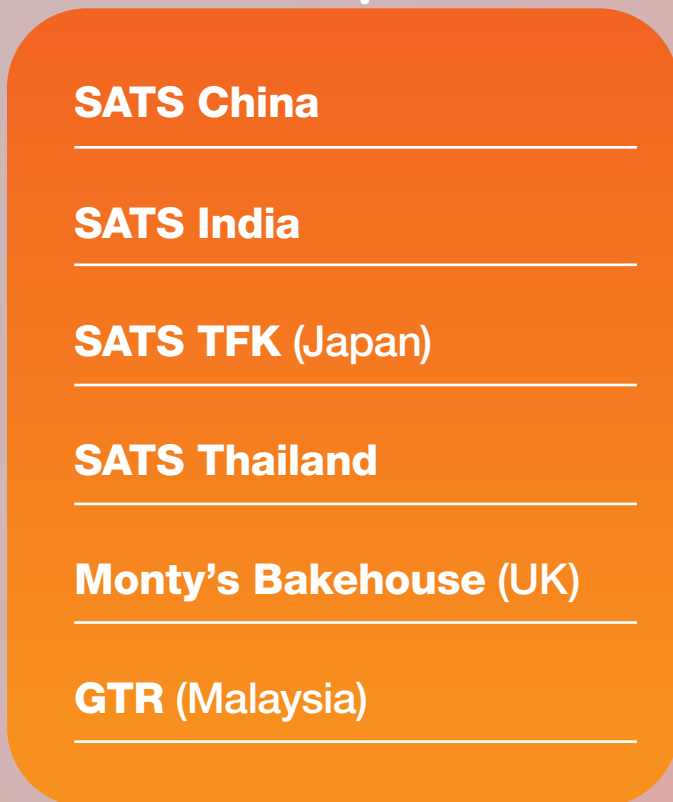 SATS China
SATS India
SATS TFK (Japan)
SATS Thailand
Monty’s Bakehouse (UK)
GTR (Malaysia)